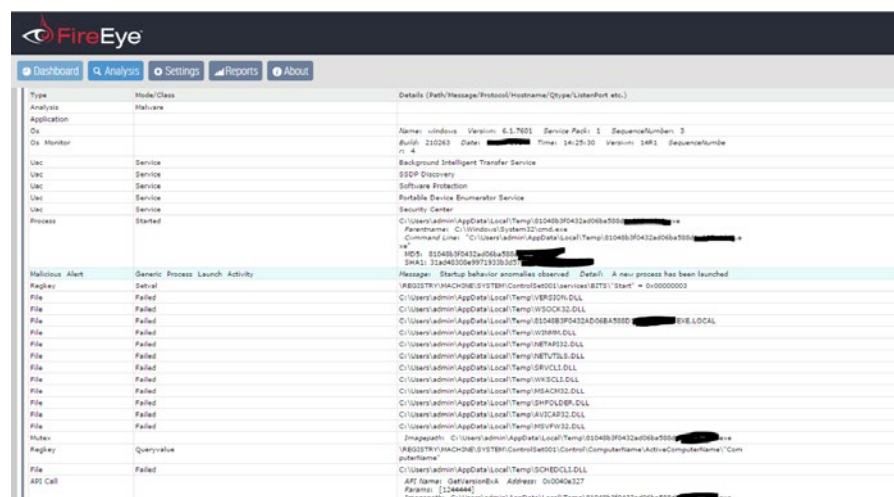 FireEye
Dashboard Analysis Settings Reports About
Type Mode/Class Details (Path/Message/Protocol/Hostname/Qtype/ListenPort etc.)
Analysis Malware
Application
Os Name: windows Version: 6.1.7601 Service Pack: 1 SequenceNumber: 3
Os Monitor Build: 210263 Date: Time: 14:25:30 Version: 14R1 SequenceNumbe
r: 4
Uac Service Background Intelligent Transfer Service
Uac Service SSDP Discovery
Uac Service Software Protection
Uac Service Portable Device Enumerator Service
Uac Service Security Center
Process Started C:\Users\admin\AppData\Local\Temp\81048b3f0432ad06ba588d xe
Parentname: C:\Windows\System32\cmd.exe
Command Line: "C:\Users\admin\AppData\Local\Temp\81048b3f0432ad06ba588d .e
xe"
MD5: 81048b3f0432ad06ba588d
SHA1: 31ad48308e9971933b3d57
Malicious Alert Generic Process Launch Activity Message: Startup behavior anomalies observed Detail: A new process has been launched
Regkey Setval \REGISTRY\MACHINE\SYSTEM\ControlSet001\services\BITS\"Start" = 0x00000003
File Failed C:\Users\admin\AppData\Local\Temp\VERSION.DLL
File Failed C:\Users\admin\AppData\Local\Temp\WSOCK32.DLL
File Failed C:\Users\admin\AppData\Local\Temp\81048B3F0432AD06BA588D EXE.LOCAL
File Failed C:\Users\admin\AppData\Local\Temp\WINMM.DLL
File Failed C:\Users\admin\AppData\Local\Temp\NETAPI32.DLL
File Failed C:\Users\admin\AppData\Local\Temp\NETUTILS.DLL
File Failed C:\Users\admin\AppData\Local\Temp\SRVCLI.DLL
File Failed C:\Users\admin\AppData\Local\Temp\WKSCLI.DLL
File Failed C:\Users\admin\AppData\Local\Temp\MSACM32.DLL
File Failed C:\Users\admin\AppData\Local\Temp\SHFOLDER.DLL
File Failed C:\Users\admin\AppData\Local\Temp\AVICAP32.DLL
File Failed C:\Users\admin\AppData\Local\Temp\MSVFW32.DLL
Mutex Imagepath: C:\Users\admin\AppData\Local\Temp\81048b3f0432ad06ba588d exe
Regkey Queryvalue \REGISTRY\MACHINE\SYSTEM\ControlSet001\Control\ComputerName\ActiveComputerName\"Com
puterName"
File Failed C:\Users\admin\AppData\Local\Temp\SCHEDCLI.DLL
API Call API Name: GetVersionExA Address: 0x0040e327
Params: [1244444]